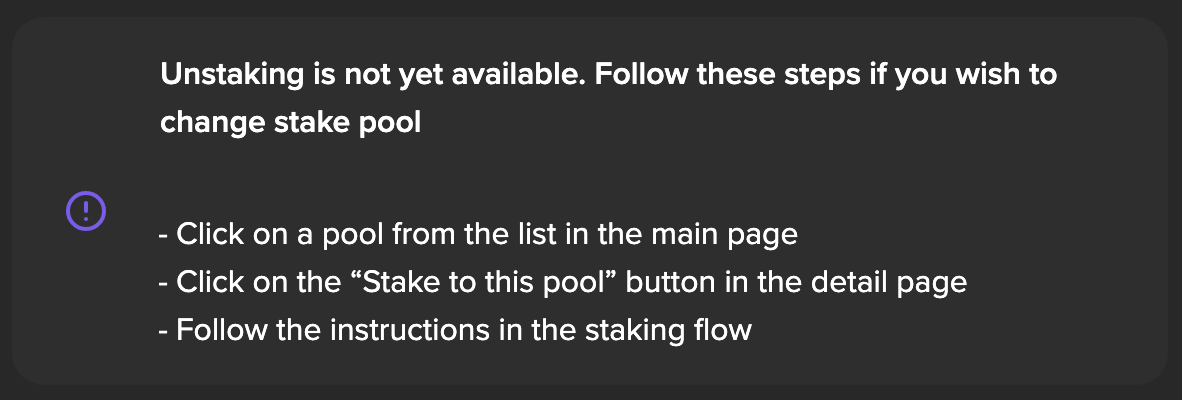 Unstaking is not yet available. Follow these steps if you wish to
change stake pool
- Click on a pool from the list in the main page
- Click on the “Stake to this pool” button in the detail page
- Follow the instructions in the staking flow